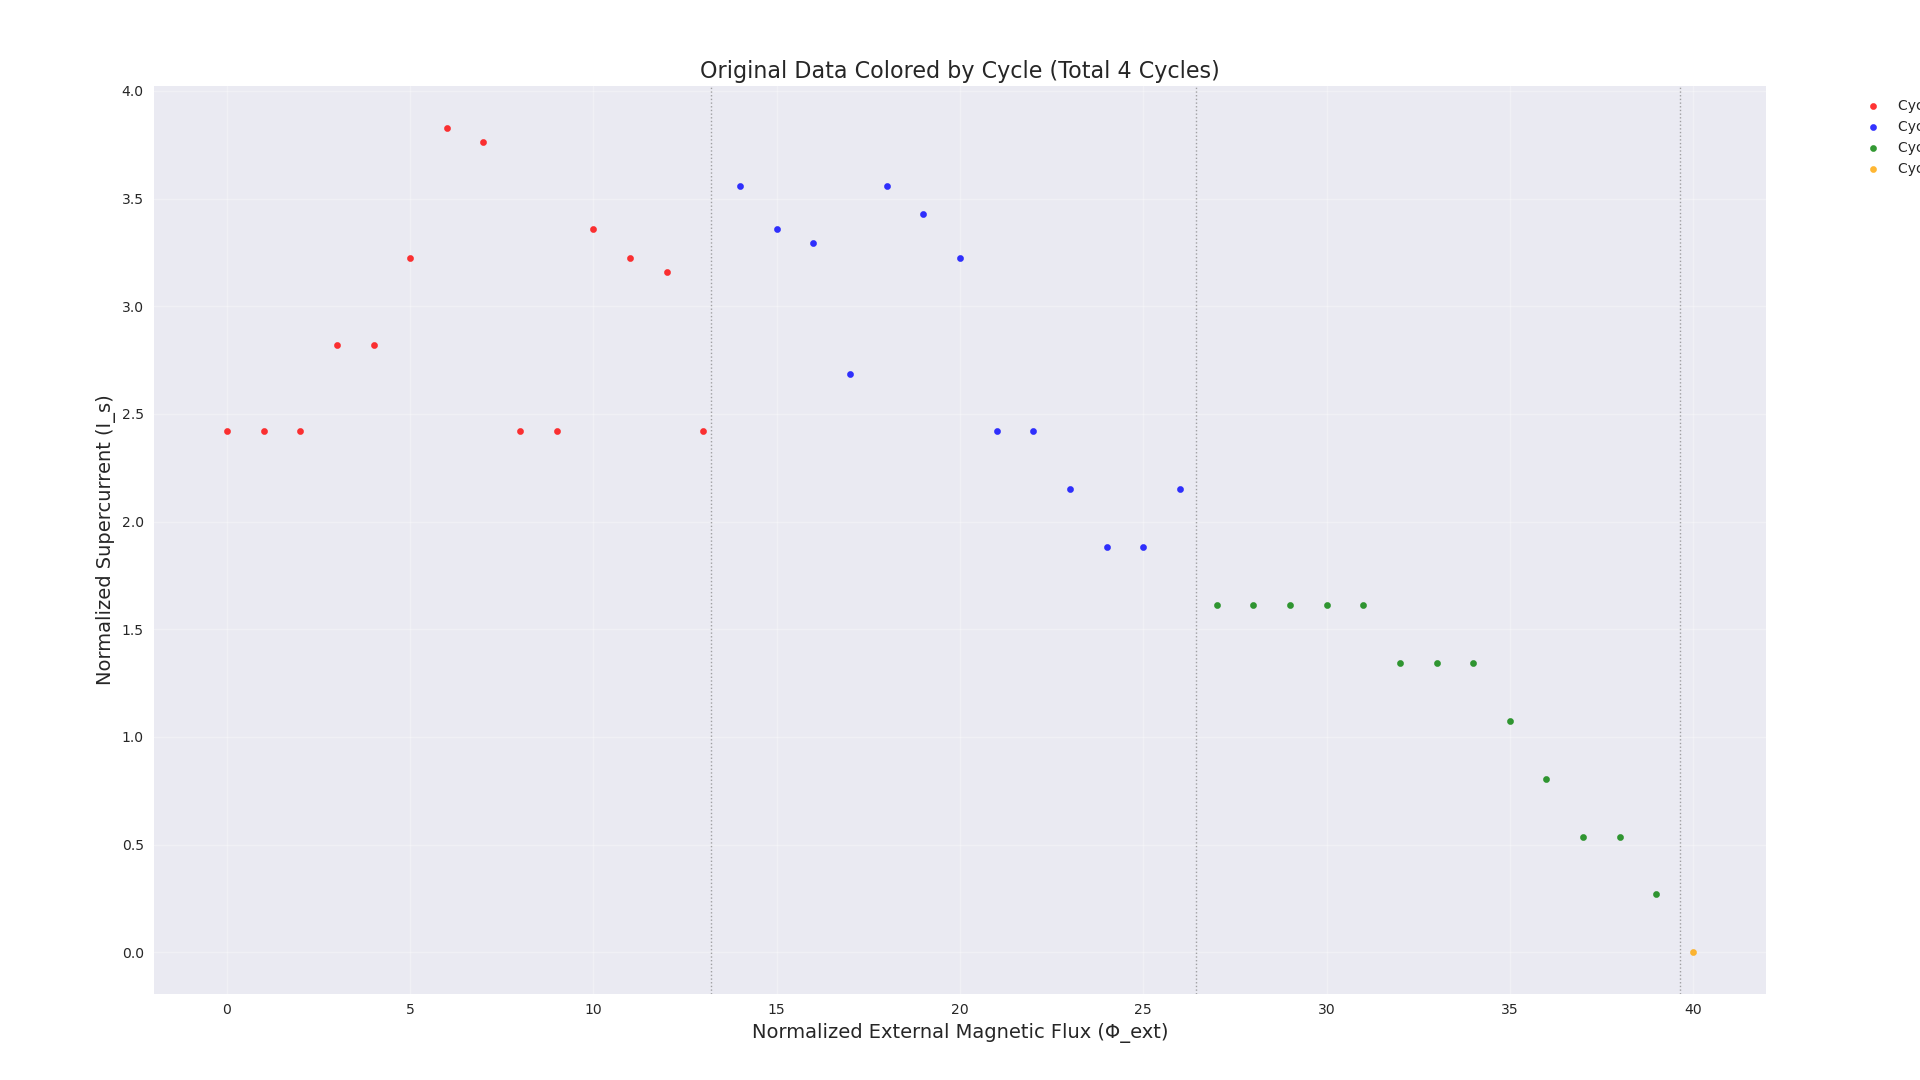 Original Data Colored by Cycle (Total 4 Cycles)
4.0
3.5
3.0
2.5
2.0
1.5
1.0
0.5
0.0
Normalized Supercurrent (I_s)
0 5 10 15 20 25 30 35 40
Normalized External Magnetic Flux (Φ_ext)
Cyc
Cyc
Cyc
Cyc